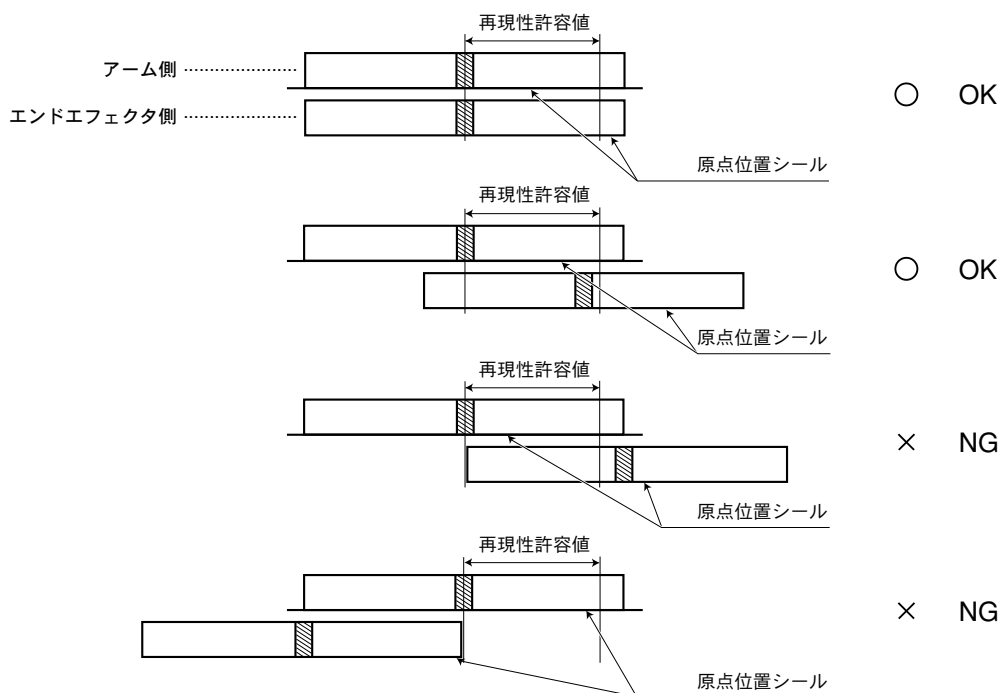 再現性許容値
アーム側
OK
エンドエフェクタ側
原点位置シール
再現性許容値
OK
原点位置シール
再現性許容値
NG
原点位置シール
再現性許容値
NG
原点位置シール